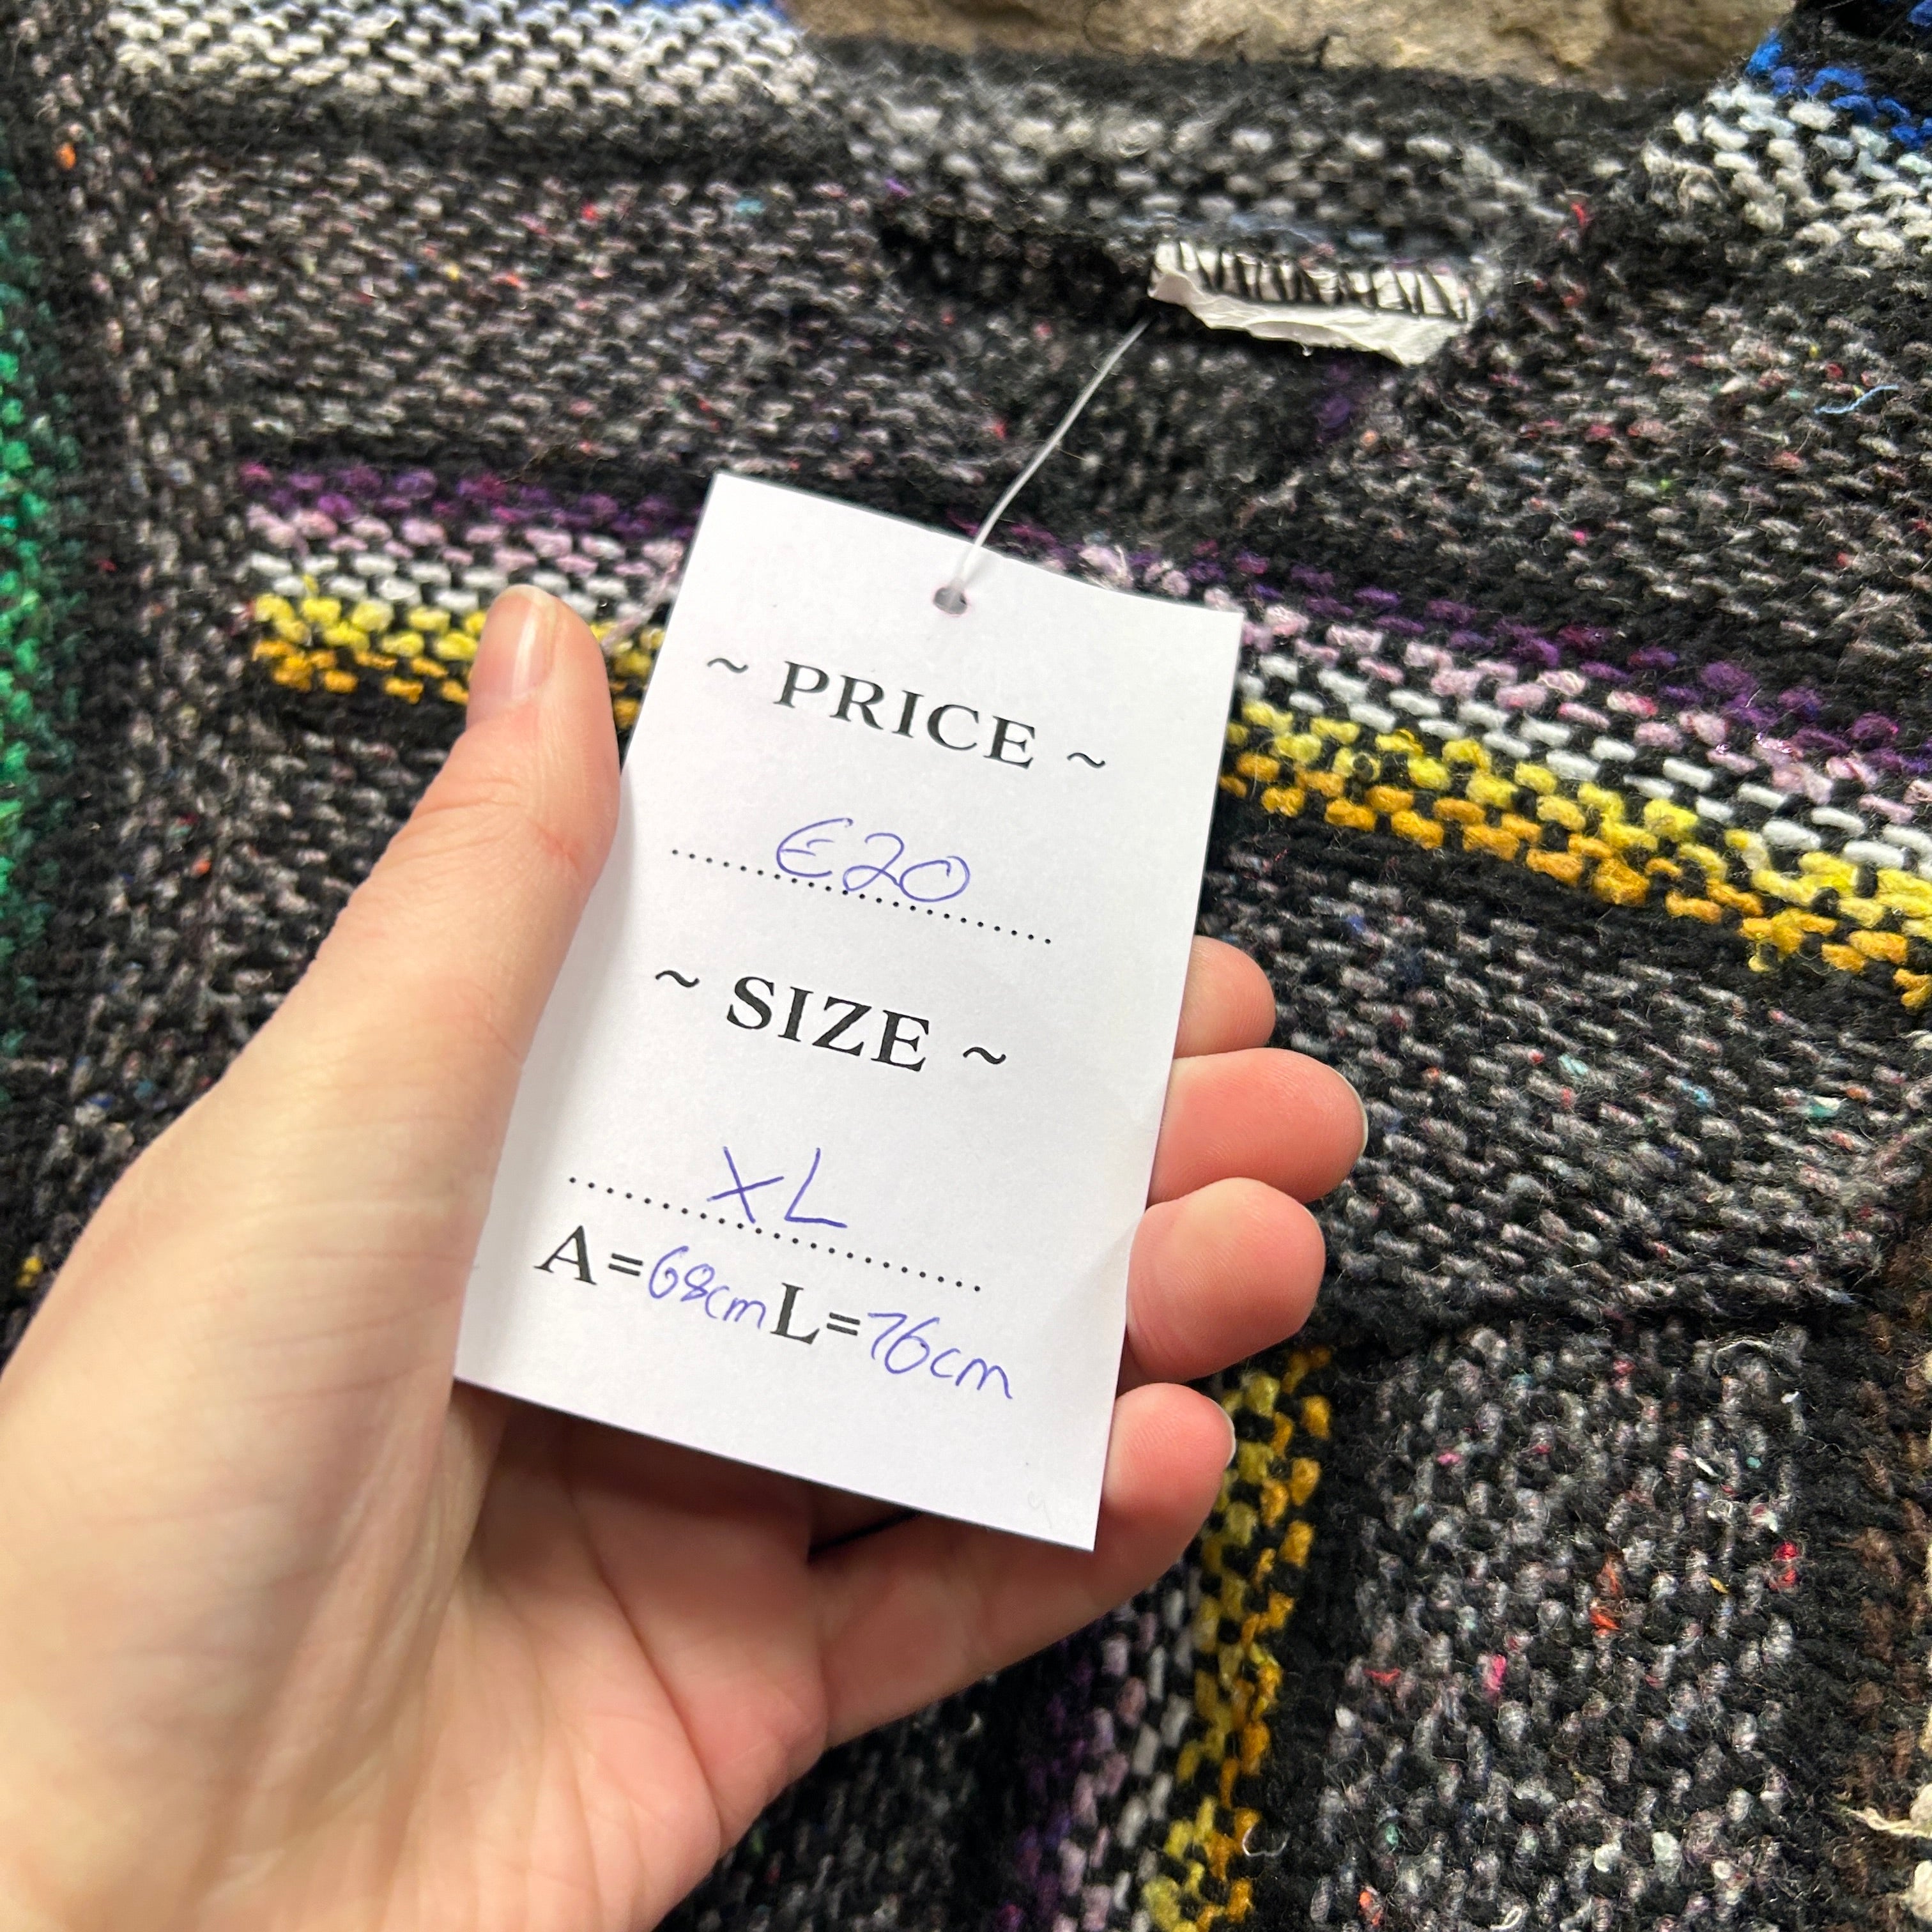 ~ PRICE ~
€20
~ SIZE ~
XL
A=68cm L=76cm